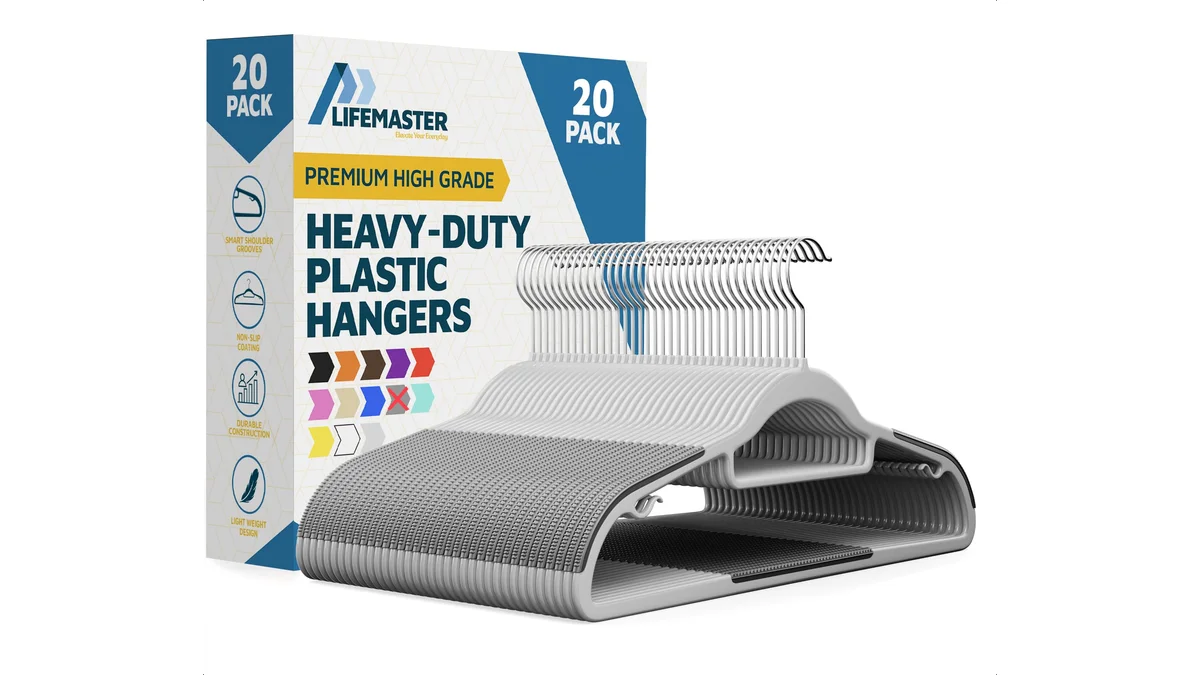 20
PACK
SMART SHOULDER
GROOVES
NON-SLIP
COATING
DURABLE
CONSTRUCTION
LIGHT WEIGHT
DESIGN
LIFEMASTER
Elevate Your Everyday
PREMIUM HIGH GRADE
HEAVY-DUTY
PLASTIC
HANGERS
20
PACK